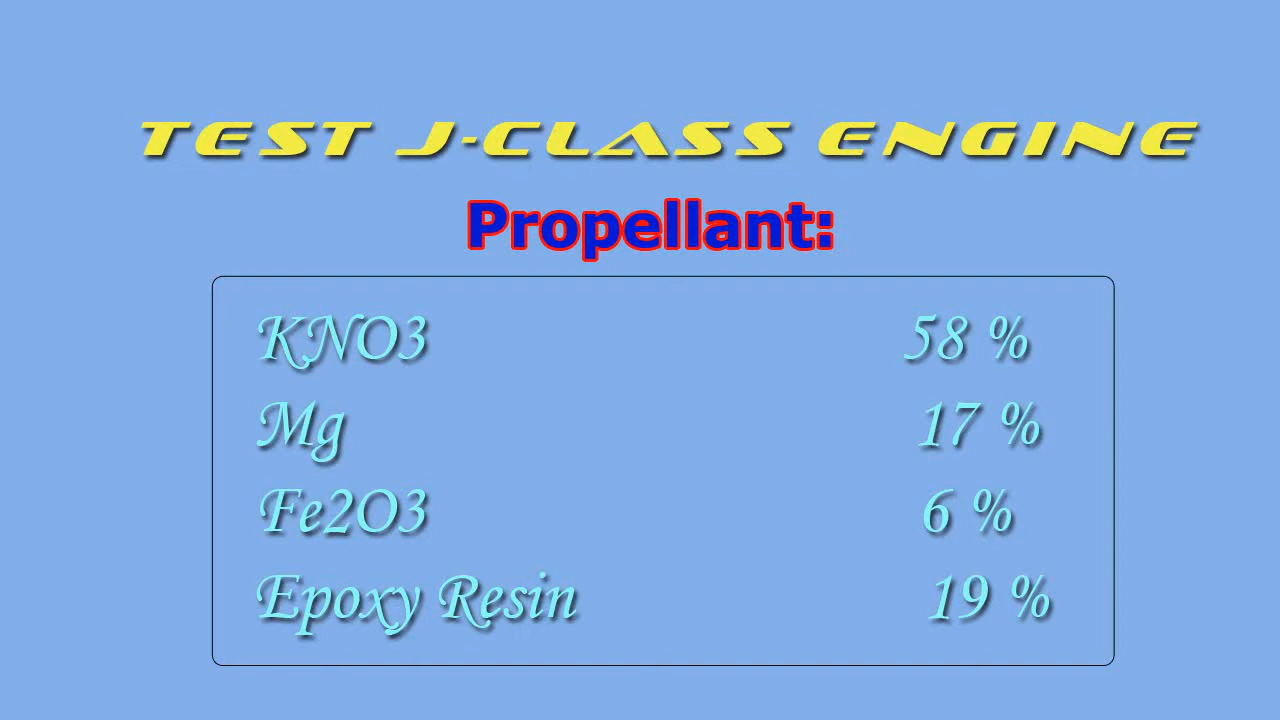 TEST J-CLASS ENGINE
Propellant:
KNO3 58 %
Mg 17 %
Fe2O3 6 %
Epoxy Resin 19 %